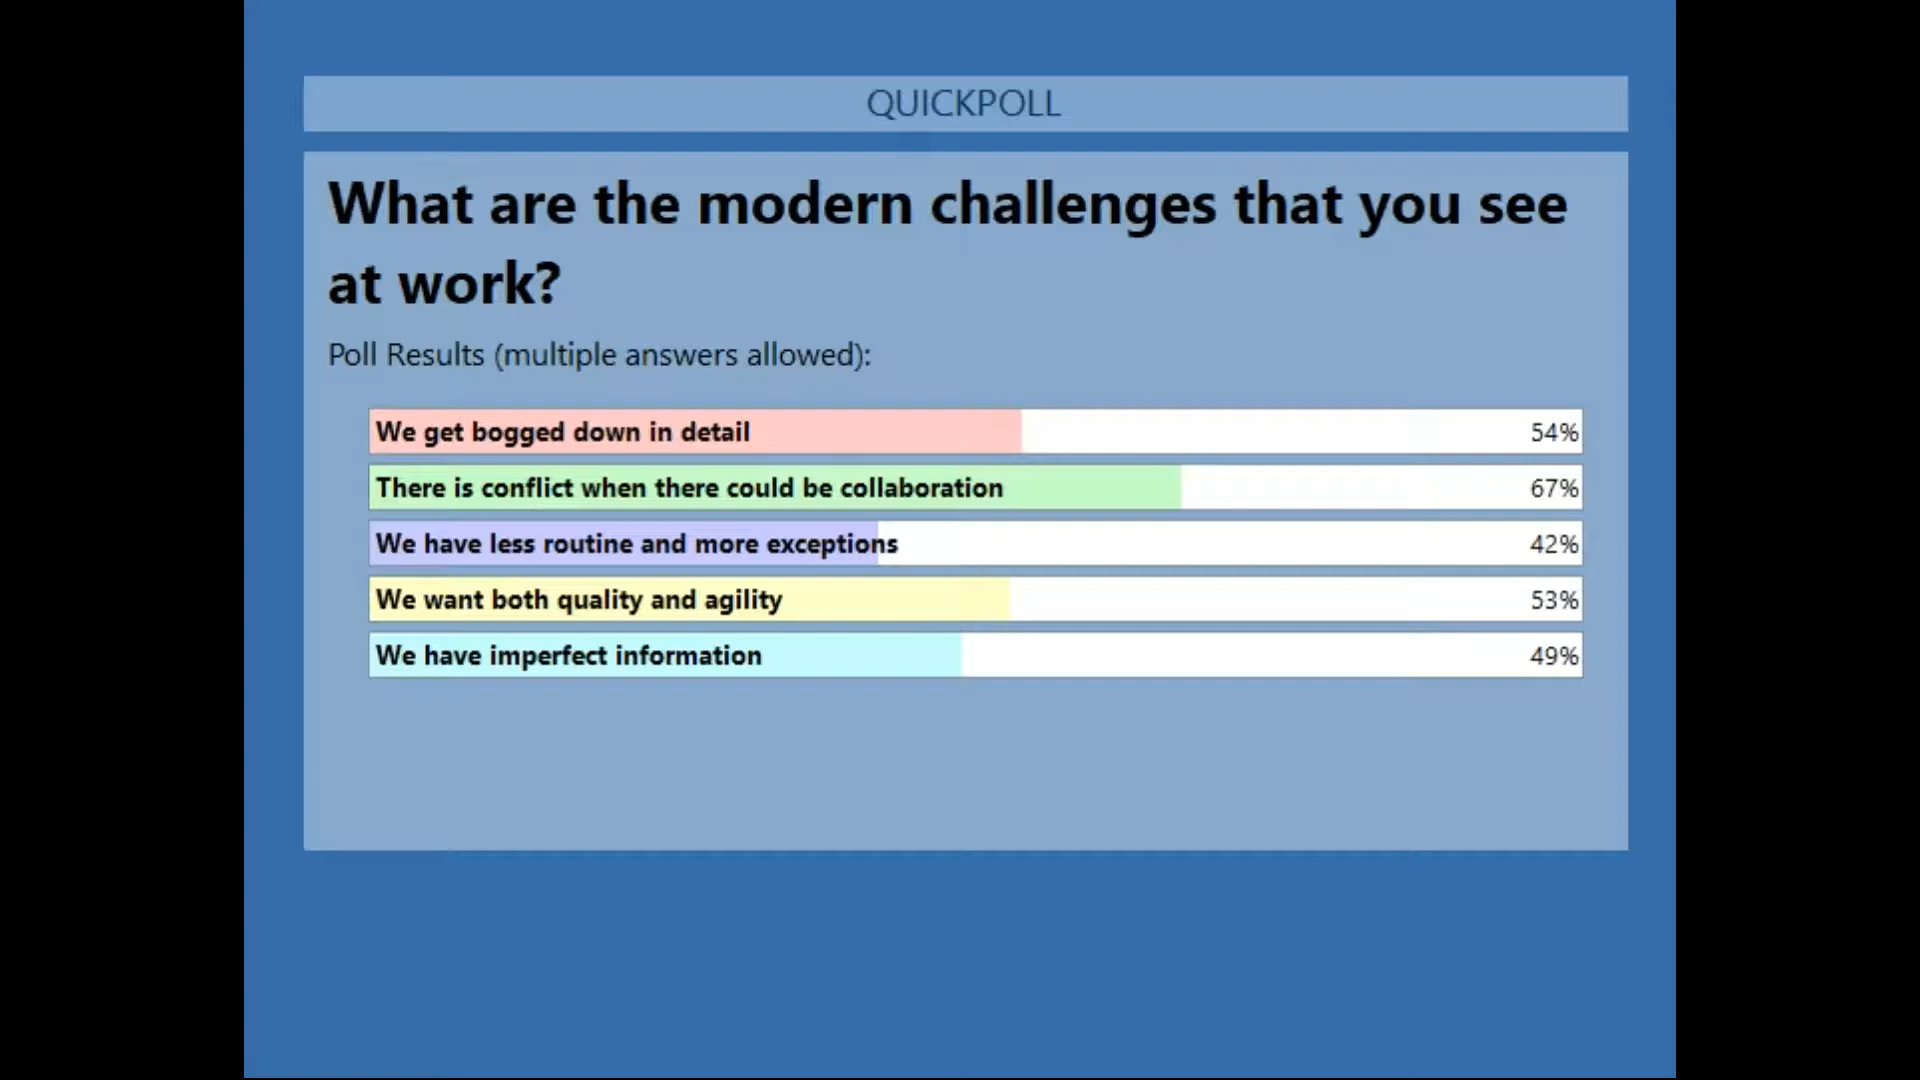 QUICKPOLL
What are the modern challenges that you see
at work?
Poll Results (multiple answers allowed):
We get bogged down in detail 54%
There is conflict when there could be collaboration 67%
We have less routine and more exceptions 42%
We want both quality and agility 53%
We have imperfect information 49%